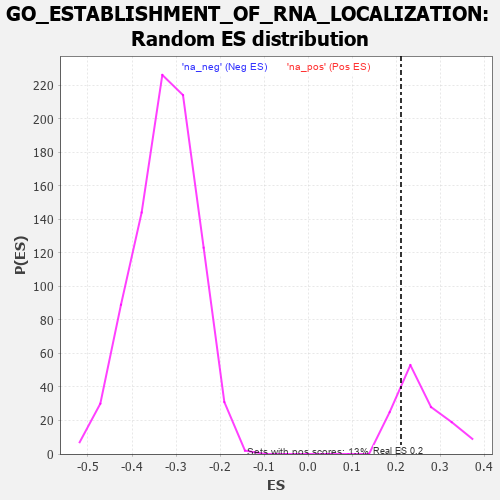 GO_ESTABLISHMENT_OF_RNA_LOCALIZATION:
Random ES distribution
'na_neg' (Neg ES) 'na_pos' (Pos ES)
220
200
180
160
140
120
100
80
60
40
20
0
P(ES)
Sets with pos scores: 13%
Real ES 0.2
-0.5 -0.4 -0.3 -0.2 -0.1 0.0 0.1 0.2 0.3 0.4
ES